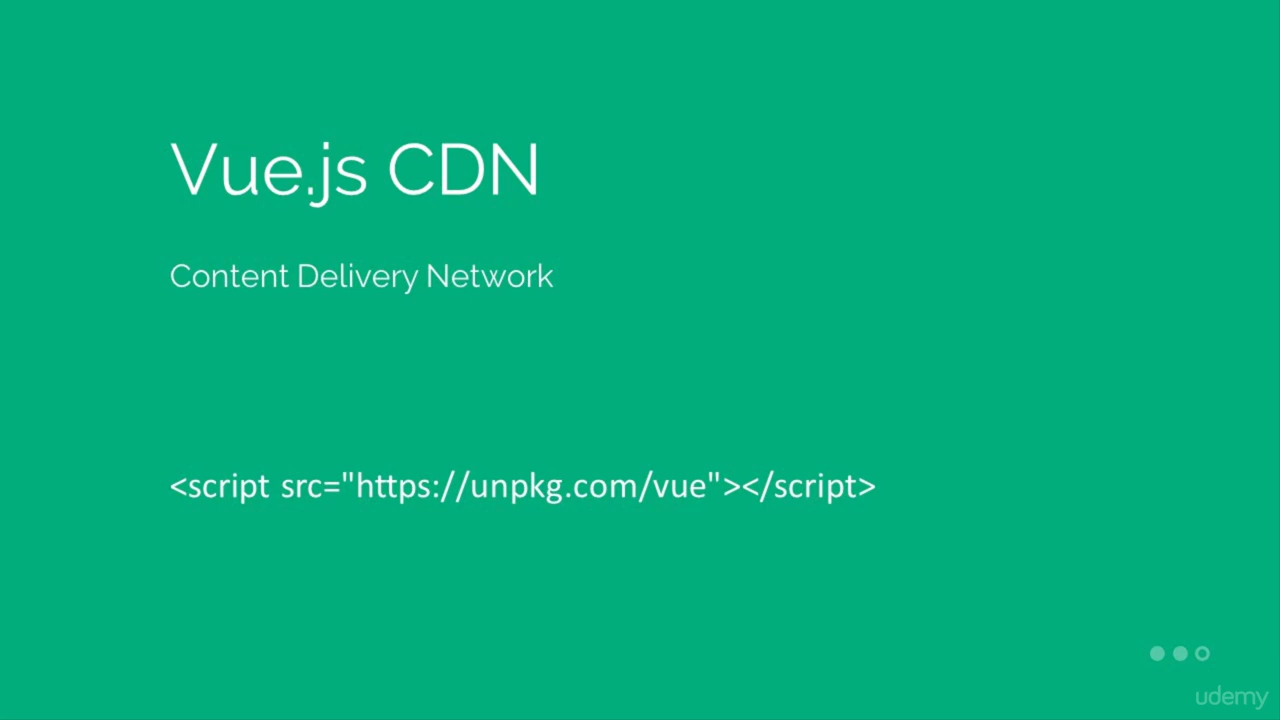 Vue.js CDN
Content Delivery Network
<script src="https://unpkg.com/vue"></script>
udemy